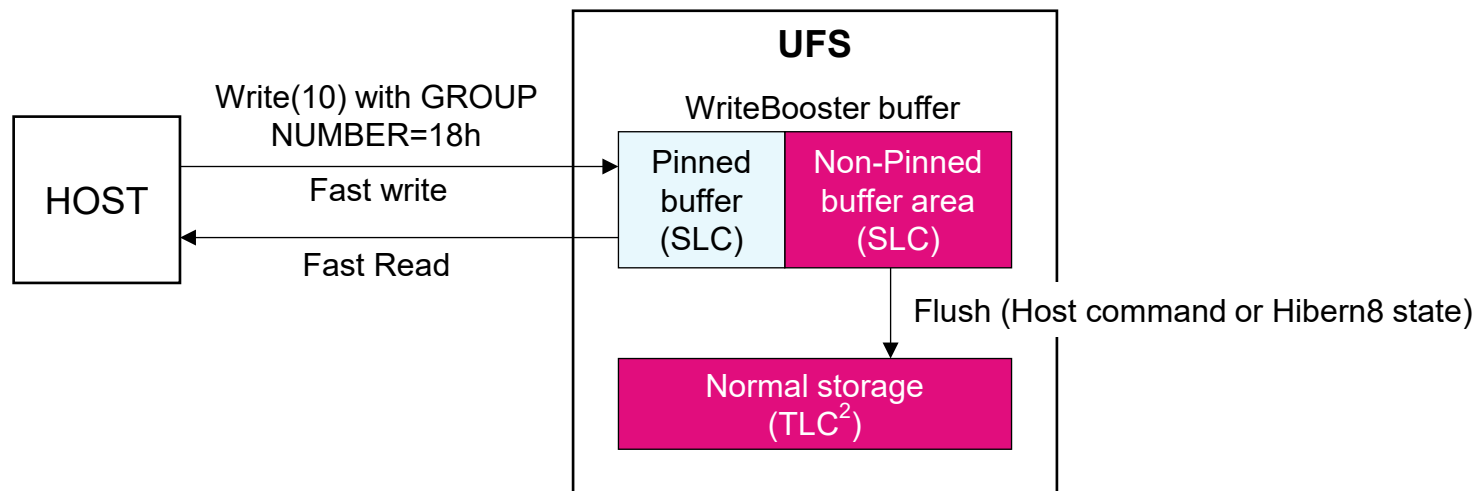 UFS
Write(10) with GROUP
NUMBER=18h
WriteBooster buffer
HOST
Fast write
Fast Read
Pinned
buffer
(SLC)
Non-Pinned
buffer area
(SLC)
Flush (Host command or Hibern8 state)
Normal storage
(TLC²)